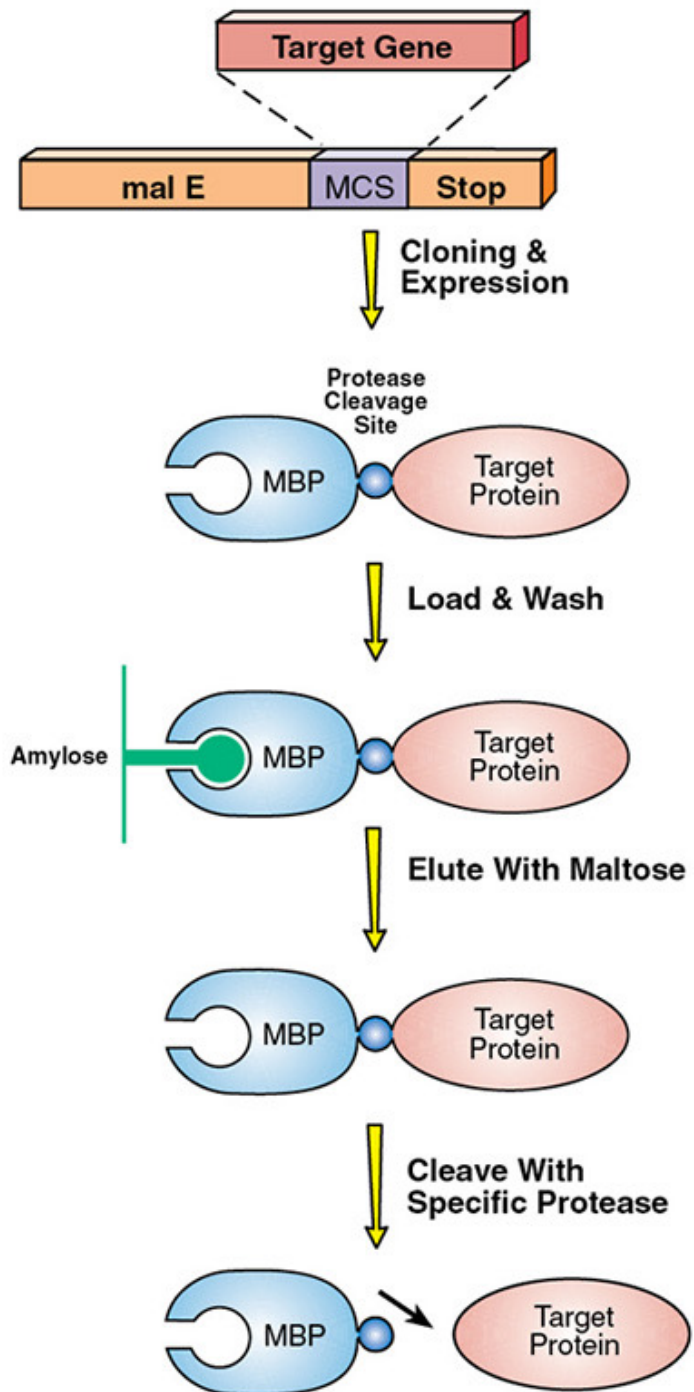 Target Gene
mal E MCS Stop
Cloning &
Expression
Protease
Cleavage
Site
MBP
Target
Protein
Load & Wash
Amylose
MBP
Target
Protein
Elute With Maltose
MBP
Target
Protein
Cleave With
Specific Protease
MBP
Target
Protein